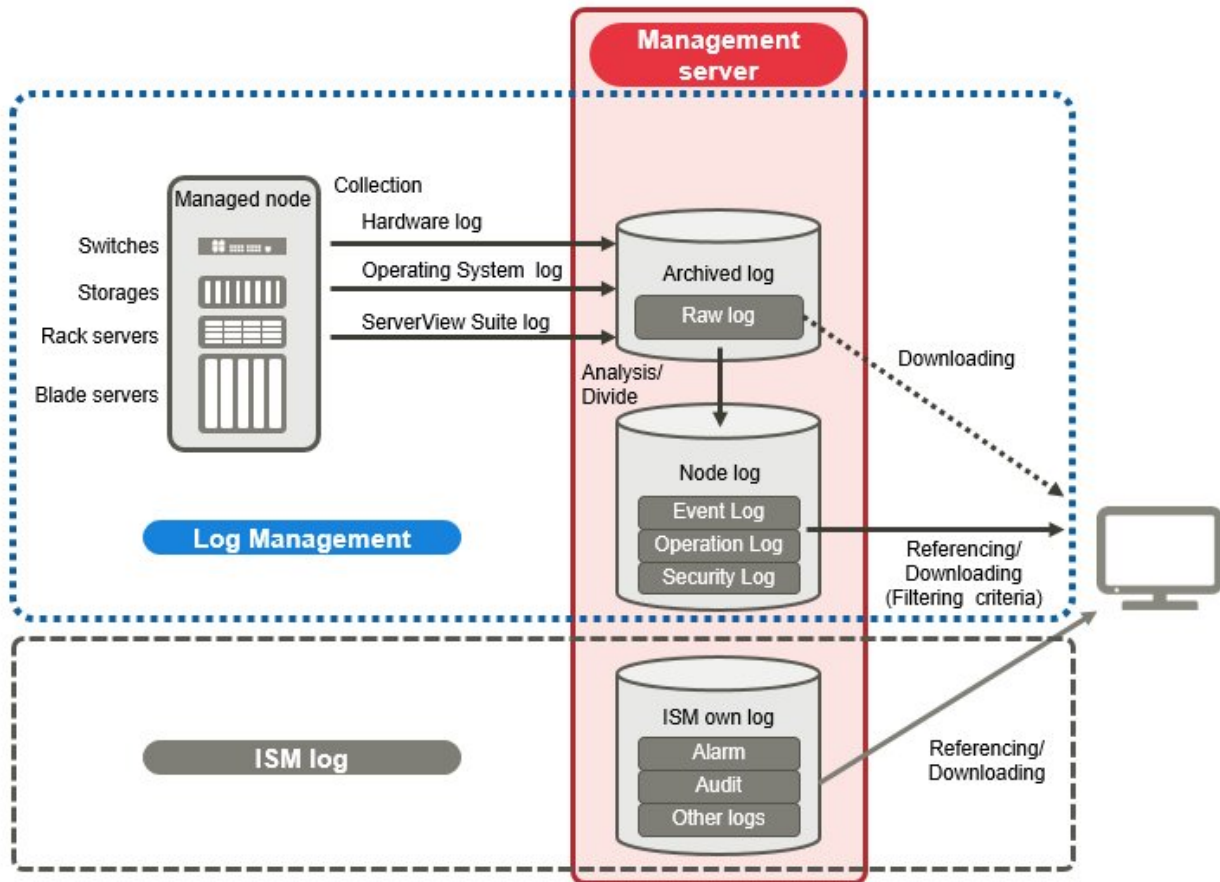 Management
server
Collection
Managed node
Hardware log
Switches
Operating System log
Archived log
Storages
Raw log
ServerView Suite log
Rack servers
Downloading
Analysis/
Divide
Blade servers
Node log
Event Log
Log Management
Operation Log
Referencing/
Downloading
(Filtering criteria)
Security Log
ISM own log
ISM log
Alarm
Audit
Other logs
Referencing/
Downloading